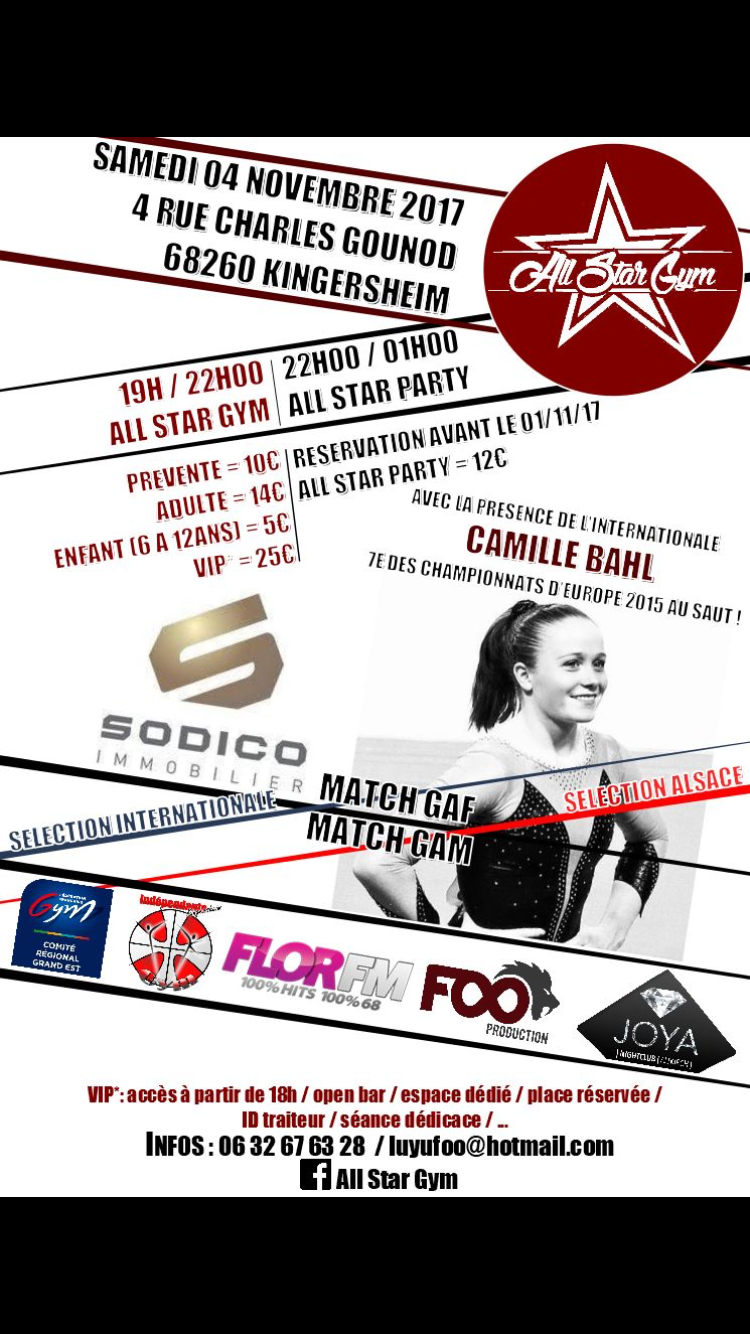 SAMEDI 04 NOVEMBRE 2017
4 RUE CHARLES GOUNOD
68260 KINGERSHEIM
All Star Gym
19H / 22H00
ALL STAR GYM
22H00 / 01H00
ALL STAR PARTY
PREVENTE = 10€
ADULTE = 14€
ENFANT (6 A 12ANS) = 5€
VIP* = 25€
RESERVATION AVANT LE 01/11/17
ALL STAR PARTY = 12€
AVEC LA PRESENCE DE L'INTERNATIONALE
CAMILLE BAHL
7E DES CHAMPIONNATS D'EUROPE 2015 AU SAUT !
SODICO
IMMOBILIER
SELECTION INTERNATIONALE
MATCH GAF
MATCH GAM
SELECTION ALSACE
Gym
COMITÉ
RÉGIONAL
GRAND EST
Indépendante
FLOR FM
100% HITS 100% 68
FOO
PRODUCTION
JOYA
NIGHTCLUB
VIP*: accès à partir de 18h / open bar / espace dédié / place réservée /
ID traiteur / séance dédicace / ...
INFOS : 06 32 67 63 28 / luyufoo@hotmail.com
All Star Gym